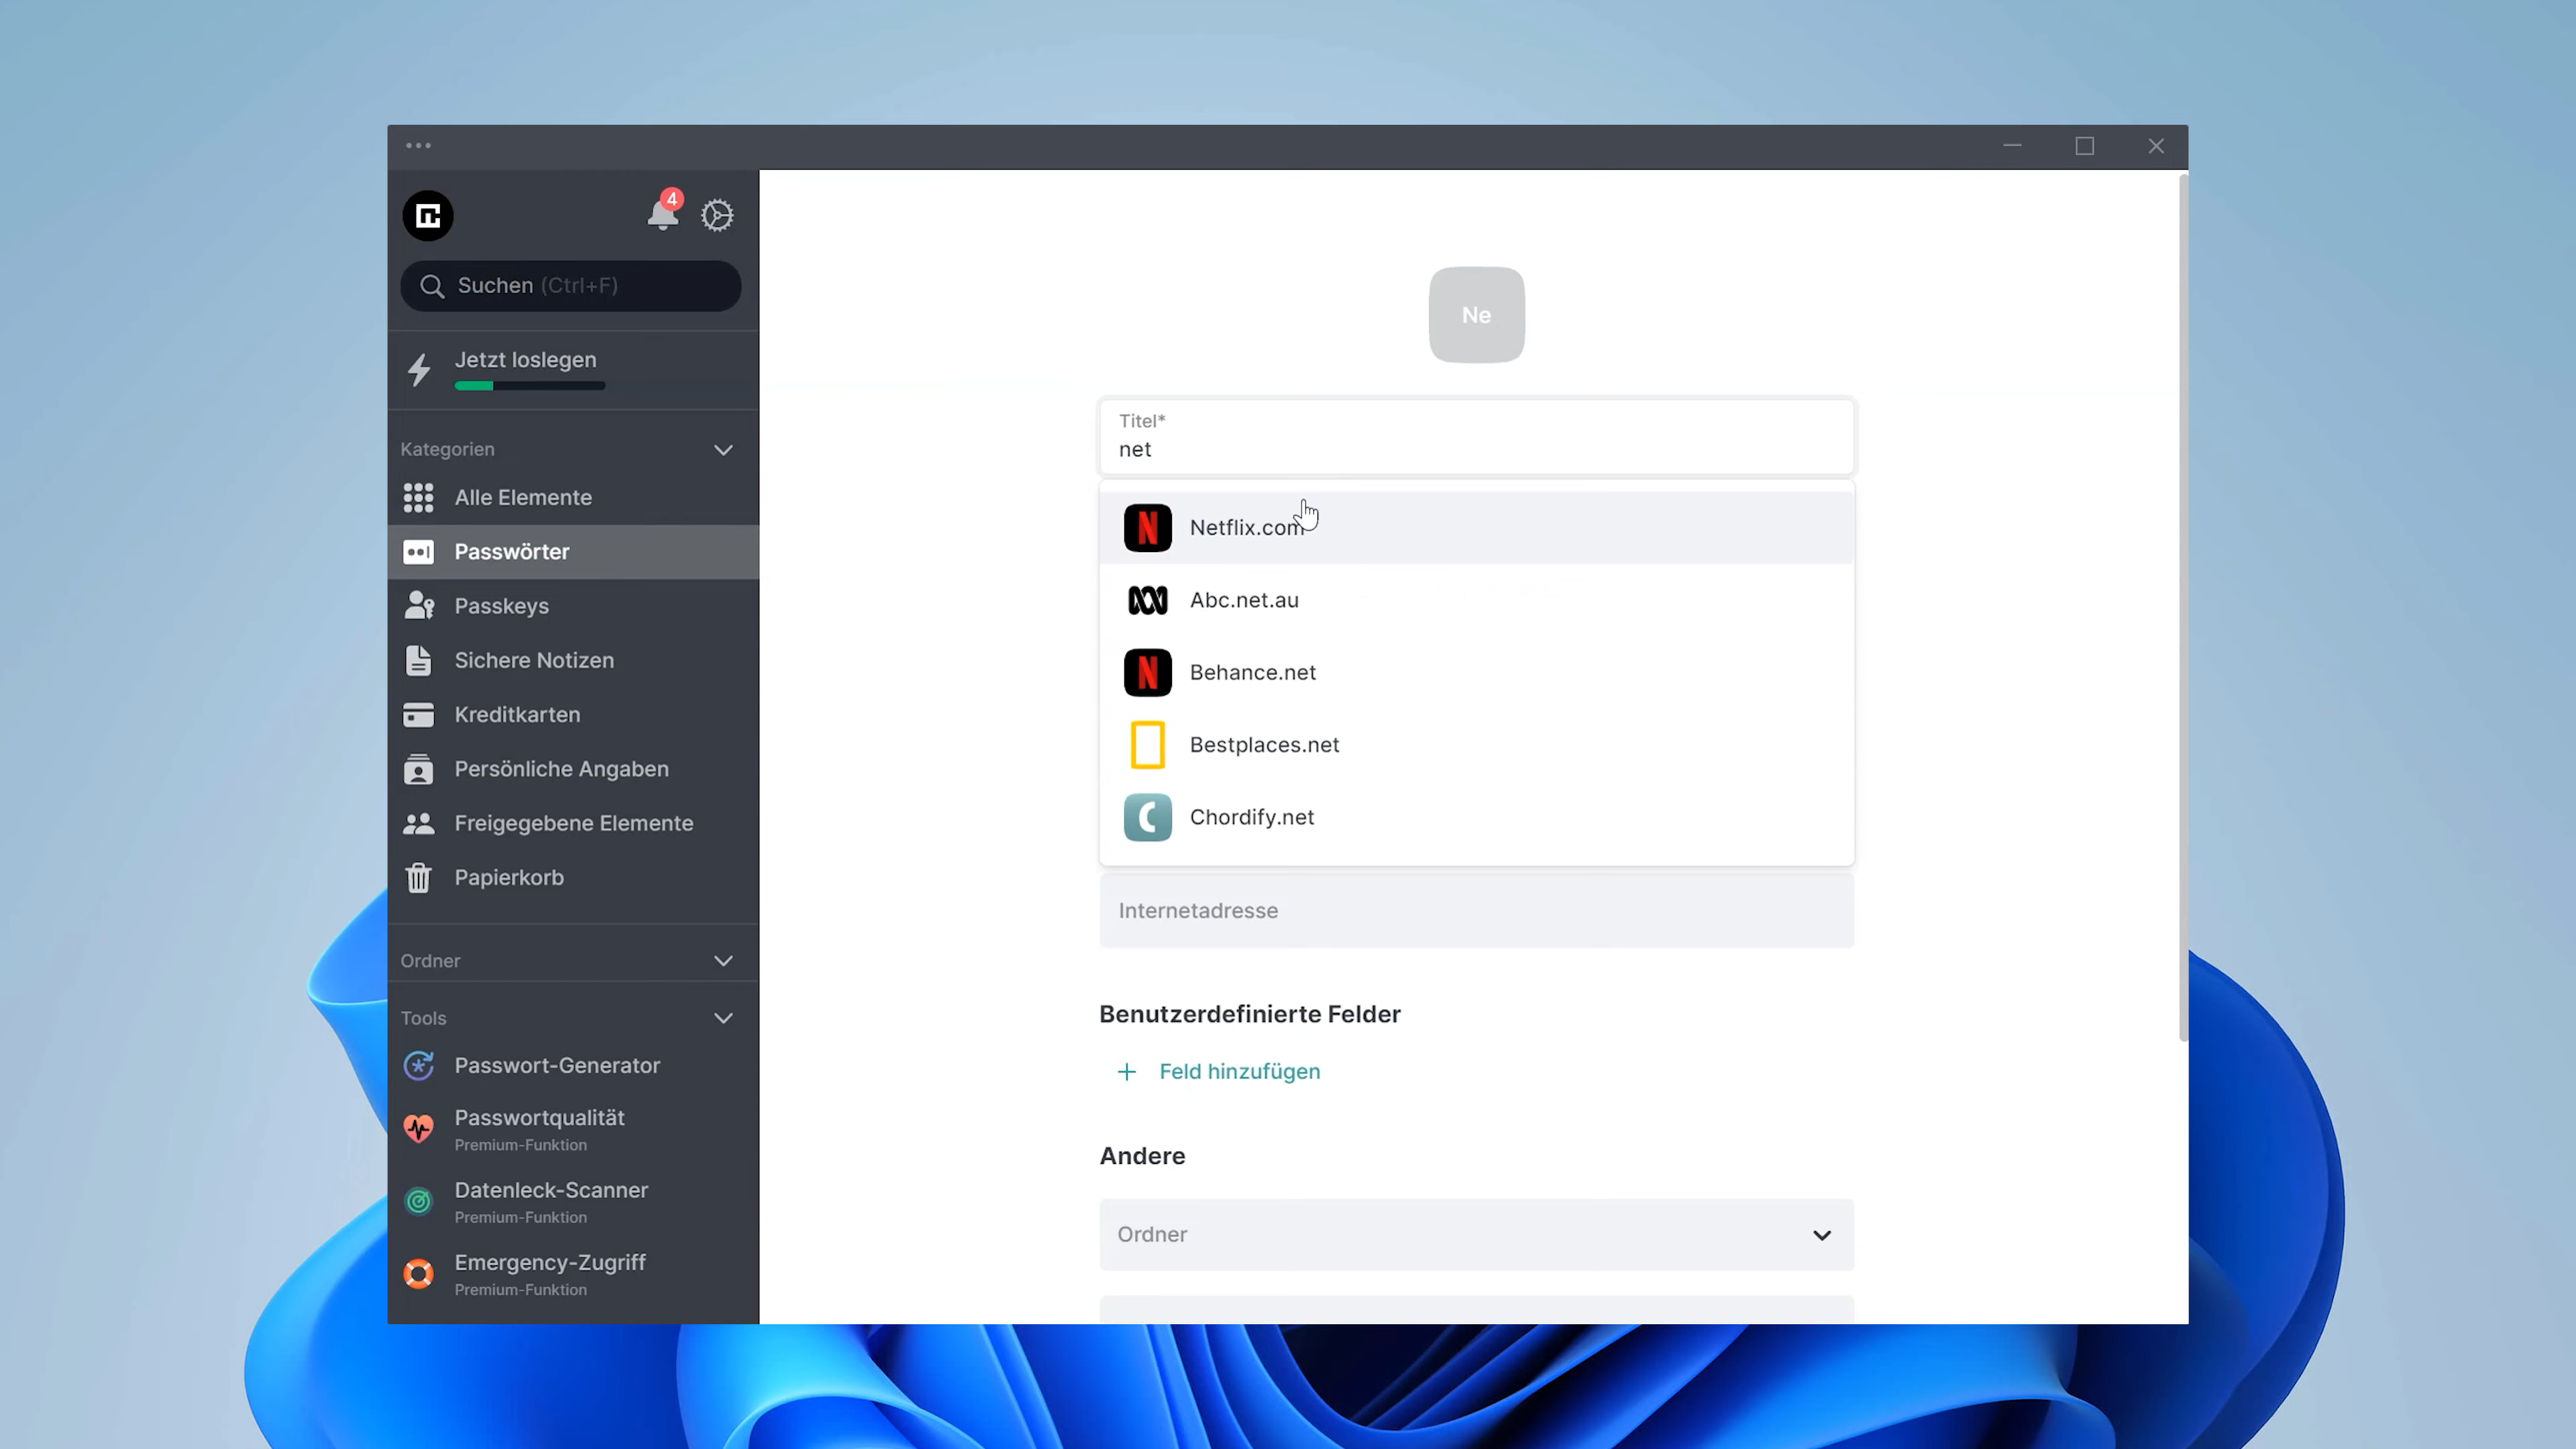 4
Suchen (Ctrl+F)
Jetzt loslegen
Kategorien
Alle Elemente
Passwörter
Passkeys
Sichere Notizen
Kreditkarten
Persönliche Angaben
Freigegebene Elemente
Papierkorb
Ordner
Tools
Passwort-Generator
Passwortqualität
Premium-Funktion
Datenleck-Scanner
Premium-Funktion
Emergency-Zugriff
Premium-Funktion
Ne
Titel*
net
Netflix.com
Abc.net.au
Behance.net
Bestplaces.net
Chordify.net
Internetadresse
Benutzerdefinierte Felder
+ Feld hinzufügen
Andere
Ordner